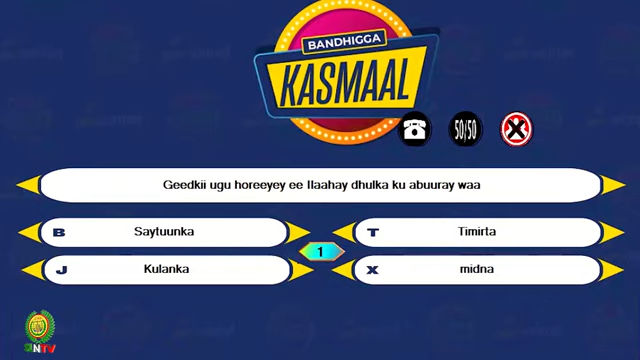 BANDHIGGA
KASMAAL
50/50
Geedkii ugu horeeyey ee Ilaahay dhulka ku abuuray waa
B Saytuunka
T Timirta
1
J Kulanka
X midna
SNTV